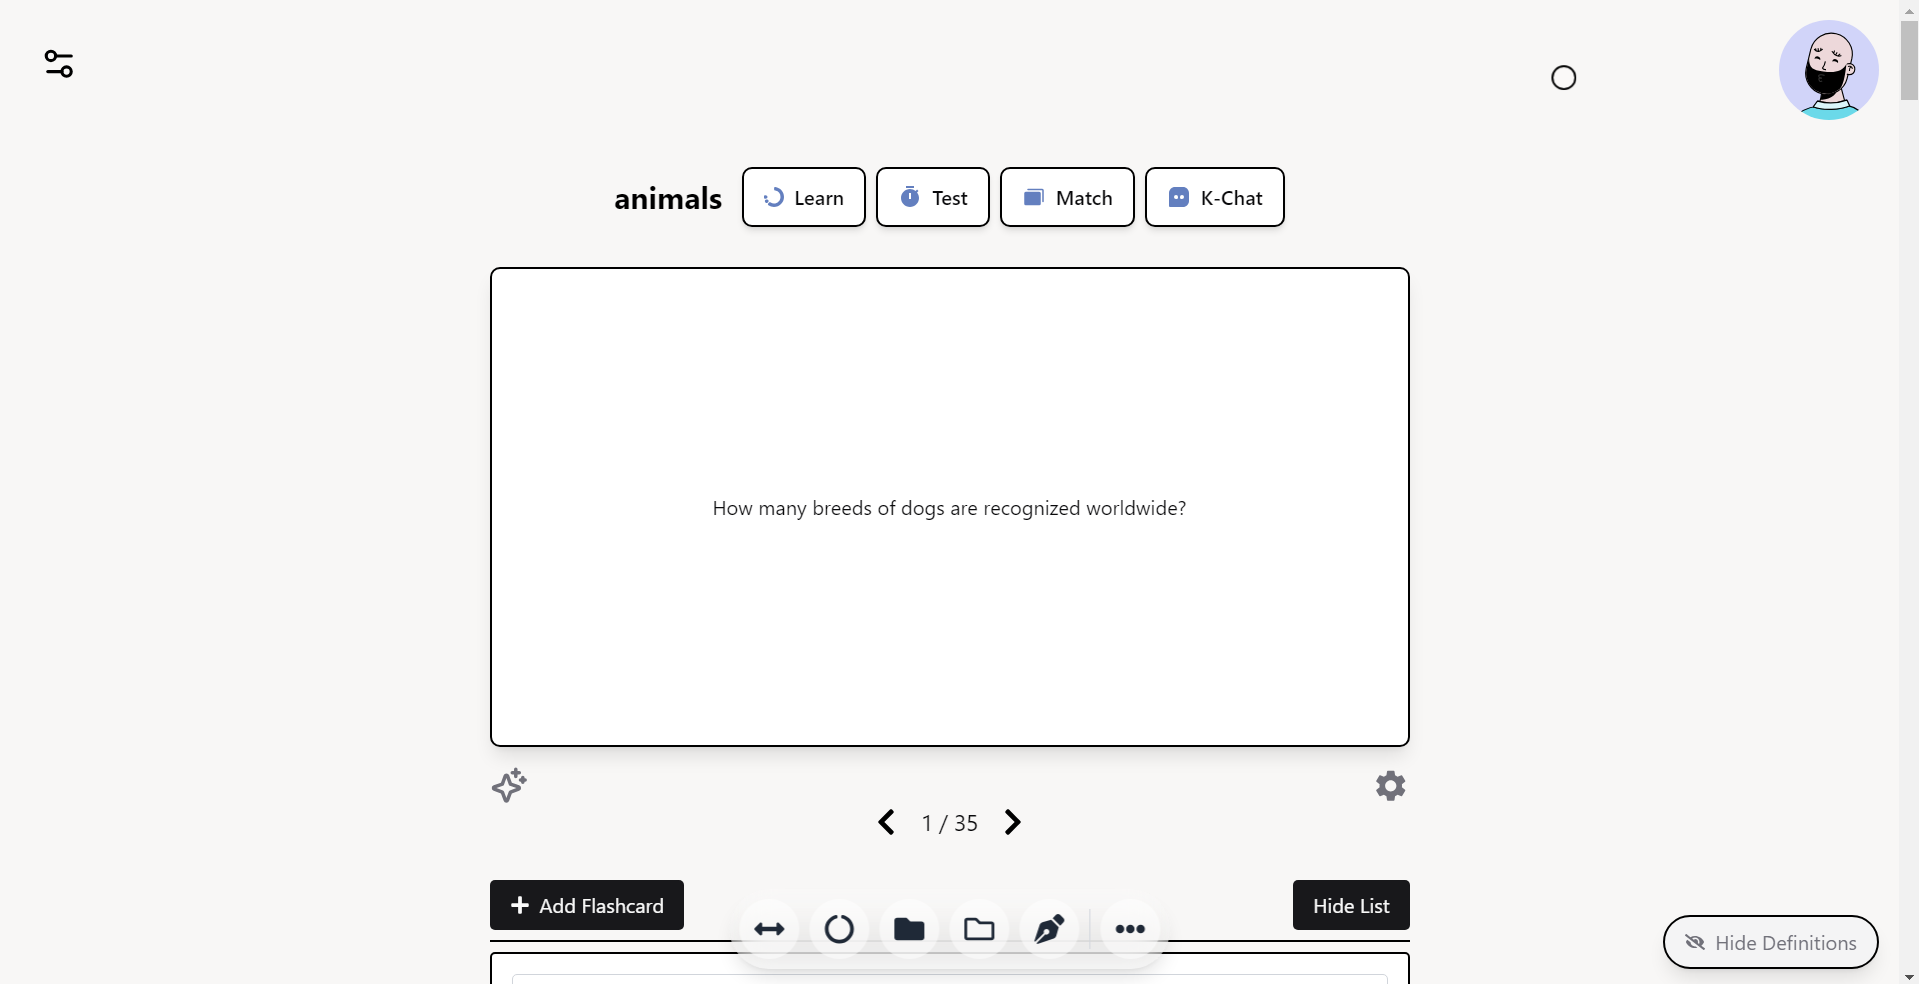 animals
Learn
Test
Match
K-Chat
How many breeds of dogs are recognized worldwide?
1 / 35
Add Flashcard
Hide List
Hide Definitions